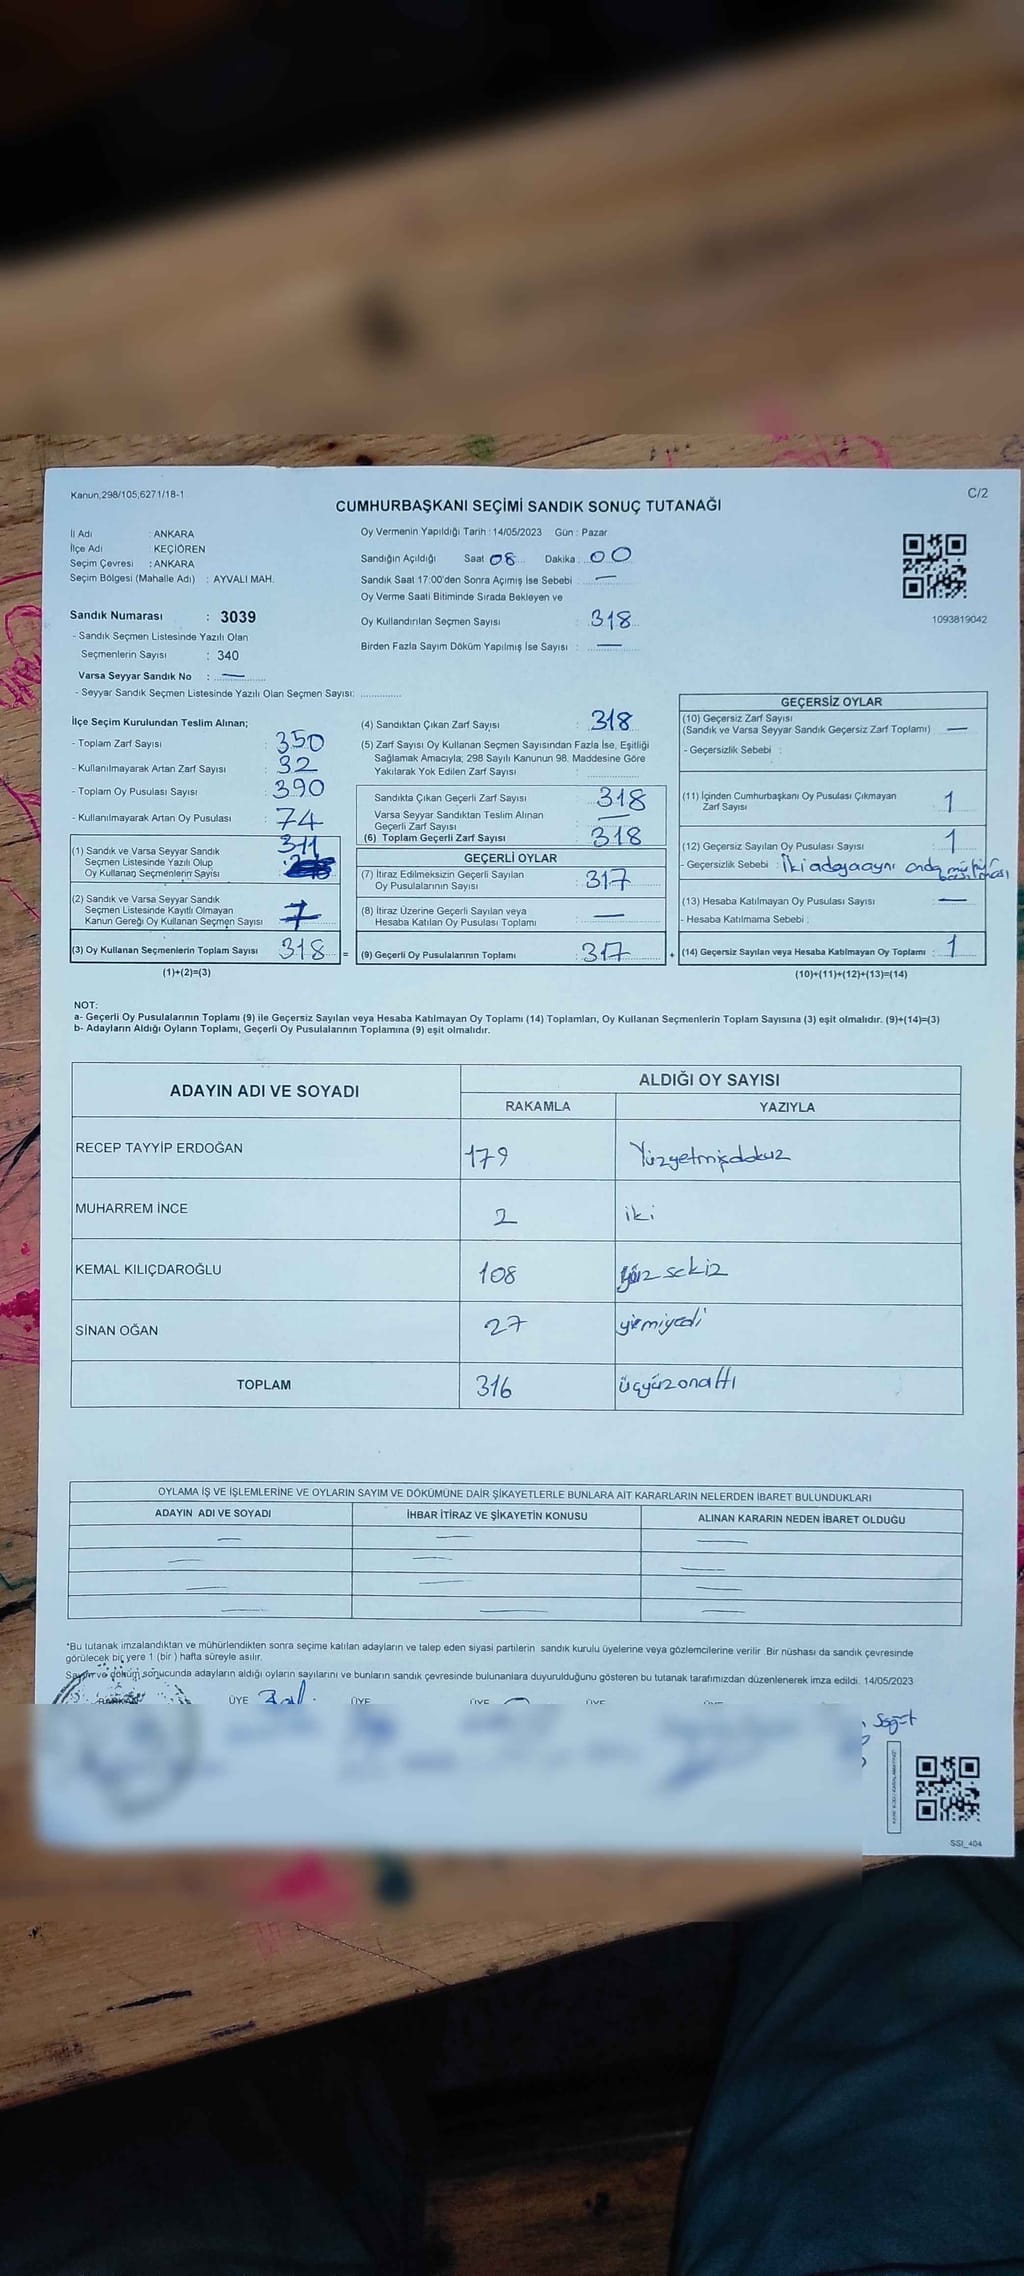 Kanun,298/105,6271/18-1
C/2
CUMHURBAŞKANI SEÇİMİ SANDIK SONUÇ TUTANAĞI
İl Adı : ANKARA
İlçe Adı : KEÇİÖREN
Seçim Çevresi : ANKARA
Seçim Bölgesi (Mahalle Adı) : AYVALI MAH.
Oy Vermenin Yapıldığı Tarih : 14/05/2023 Gün : Pazar
Sandığın Açıldığı Saat 08 Dakika : 00
Sandık Saat 17:00'den Sonra Açımış İse Sebebi : —
Oy Verme Saati Bitiminde Sırada Bekleyen ve
Oy Kullandırılan Seçmen Sayısı : 318
Birden Fazla Sayım Döküm Yapılmış İse Sayısı : —
1093819042
Sandık Numarası : 3039
- Sandık Seçmen Listesinde Yazılı Olan
Seçmenlerin Sayısı : 340
Varsa Seyyar Sandık No : —
- Seyyar Sandık Seçmen Listesinde Yazılı Olan Seçmen Sayısı: ............
İlçe Seçim Kurulundan Teslim Alınan;
- Toplam Zarf Sayısı : 350
- Kullanılmayarak Artan Zarf Sayısı : 32
- Toplam Oy Pusulası Sayısı : 390
- Kullanılmayarak Artan Oy Pusulası : 74
(1) Sandık ve Varsa Seyyar Sandık 311
Seçmen Listesinde Yazılı Olup
Oy Kullanan Seçmenlerin Sayısı :
(2) Sandık ve Varsa Seyyar Sandık
Seçmen Listesinde Kayıtlı Olmayan
Kanun Gereği Oy Kullanan Seçmen Sayısı : 7
(3) Oy Kullanan Seçmenlerin Toplam Sayısı : 318 =
(1)+(2)=(3)
(4) Sandıktan Çıkan Zarf Sayısı : 318
(5) Zarf Sayısı Oy Kullanan Seçmen Sayısından Fazla İse, Eşitliği
Sağlamak Amacıyla; 298 Sayılı Kanunun 98. Maddesine Göre
Yakılarak Yok Edilen Zarf Sayısı : ............
Sandıkta Çıkan Geçerli Zarf Sayısı : 318
Varsa Seyyar Sandıktan Teslim Alınan
Geçerli Zarf Sayısı : —
(6) Toplam Geçerli Zarf Sayısı : 318
GEÇERLİ OYLAR
(7) İtiraz Edilmeksizin Geçerli Sayılan
Oy Pusulalarının Sayısı : 317
(8) İtiraz Üzerine Geçerli Sayılan veya
Hesaba Katılan Oy Pusulası Toplamı : —
(9) Geçerli Oy Pusulalarının Toplamı : 317 +
GEÇERSİZ OYLAR
(10) Geçersiz Zarf Sayısı
(Sandık ve Varsa Seyyar Sandık Geçersiz Zarf Toplamı) : —
- Geçersizlik Sebebi :
(11) İçinden Cumhurbaşkanı Oy Pusulası Çıkmayan
Zarf Sayısı : 1
(12) Geçersiz Sayılan Oy Pusulası Sayısı : 1
- Geçersizlik Sebebi : İki adaya aynı anda mühür basılması
(13) Hesaba Katılmayan Oy Pusulası Sayısı : —
- Hesaba Katılmama Sebebi :
(14) Geçersiz Sayılan veya Hesaba Katılmayan Oy Toplamı : 1
(10)+(11)+(12)+(13)=(14)
NOT:
a- Geçerli Oy Pusulalarının Toplamı (9) ile Geçersiz Sayılan veya Hesaba Katılmayan Oy Toplamı (14) Toplamları, Oy Kullanan Seçmenlerin Toplam Sayısına (3) eşit olmalıdır. (9)+(14)=(3)
b- Adayların Aldığı Oyların Toplamı, Geçerli Oy Pusulalarının Toplamına (9) eşit olmalıdır.
ADAYIN ADI VE SOYADI
ALDIĞI OY SAYISI
RAKAMLA YAZIYLA
RECEP TAYYİP ERDOĞAN 179 Yüzyetmişdokuz
MUHARREM İNCE 2 iki
KEMAL KILIÇDAROĞLU 108 yüz sekiz
SİNAN OĞAN 27 yirmiyedi
TOPLAM 316 üçyüzonaltı
OYLAMA İŞ VE İŞLEMLERİNE VE OYLARIN SAYIM VE DÖKÜMÜNE DAİR ŞİKAYETLERLE BUNLARA AİT KARARLARIN NELERDEN İBARET BULUNDUKLARI
ADAYIN ADI VE SOYADI İHBAR İTİRAZ VE ŞİKAYETİN KONUSU ALINAN KARARIN NEDEN İBARET OLDUĞU
— — —
— — —
— — —
— — —
*Bu tutanak imzalandıktan ve mühürlendikten sonra seçime katılan adayların ve talep eden siyasi partilerin sandık kurulu üyelerine veya gözlemcilerine verilir. Bir nüshası da sandık çevresinde
görülecek bir yere 1 (bir ) hafta süreyle asılır.
Sayım ve döküm sonucunda adayların aldığı oyların sayılarını ve bunların sandık çevresinde bulunanlara duyurulduğunu gösteren bu tutanak tarafımızdan düzenlenerek imza edildi. 14/05/2023
BAŞKAN ÜYE ÜYE ÜYE ÜYE ÜYE
SSI_404